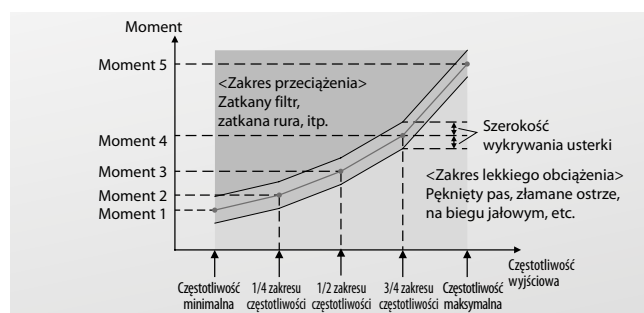 Moment
Moment 5
<Zakres przeciążenia>
Zatkany filtr,
zatkana rura, itp.
Moment 4
Szerokość
wykrywania usterki
Moment 3
<Zakres lekkiego obciążenia>
Pęknięty pas, złamane ostrze,
na biegu jałowym, etc.
Moment 2
Moment 1
Częstotliwość
wyjściowa
Częstotliwość
minimalna
1/4 zakresu
częstotliwości
1/2 zakresu
częstotliwości
3/4 zakresu
częstotliwości
Częstotliwość
maksymalna